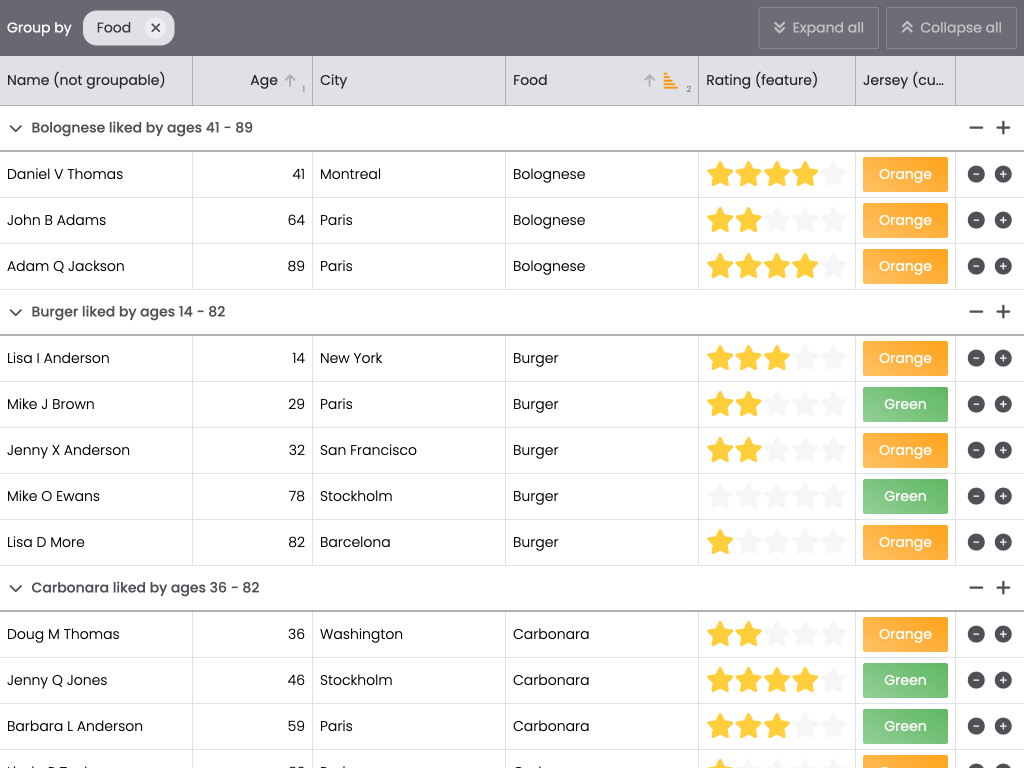 Group by Food Expand all Collapse all
Name (not groupable) Age 1 City Food 2 Rating (feature) Jersey (cu...
Bolognese liked by ages 41 - 89
Daniel V Thomas 41 Montreal Bolognese Orange
John B Adams 64 Paris Bolognese Orange
Adam Q Jackson 89 Paris Bolognese Orange
Burger liked by ages 14 - 82
Lisa I Anderson 14 New York Burger Orange
Mike J Brown 29 Paris Burger Green
Jenny X Anderson 32 San Francisco Burger Orange
Mike O Ewans 78 Stockholm Burger Green
Lisa D More 82 Barcelona Burger Orange
Carbonara liked by ages 36 - 82
Doug M Thomas 36 Washington Carbonara Orange
Jenny Q Jones 46 Stockholm Carbonara Green
Barbara L Anderson 59 Paris Carbonara Green